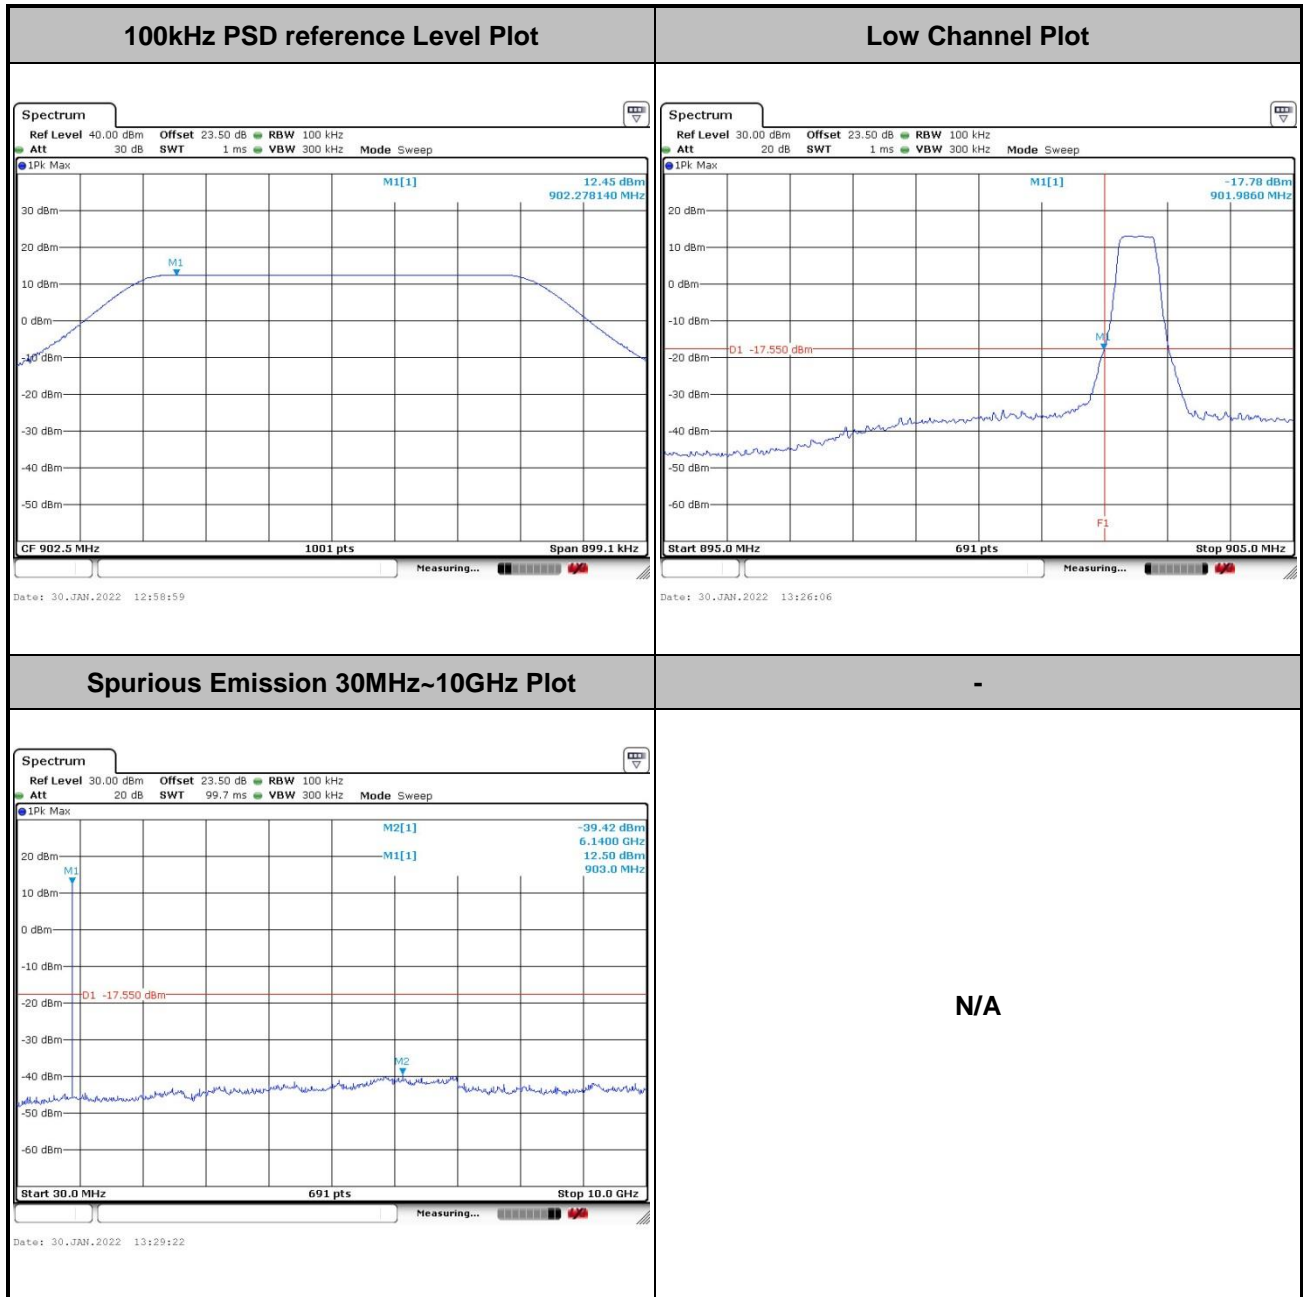 100kHz PSD reference Level Plot
Low Channel Plot
Spectrum
Ref Level 40.00 dBm Offset 23.50 dB RBW 100 kHz
Att 30 dB SWT 1 ms VBW 300 kHz Mode Sweep
1Pk Max
M1[1] 12.45 dBm
902.278140 MHz
30 dBm
20 dBm
M1
10 dBm
0 dBm
-10 dBm
-20 dBm
-30 dBm
-40 dBm
-50 dBm
CF 902.5 MHz 1001 pts Span 899.1 kHz
Measuring...
Date: 30.JAN.2022 12:58:59
Spectrum
Ref Level 30.00 dBm Offset 23.50 dB RBW 100 kHz
Att 20 dB SWT 1 ms VBW 300 kHz Mode Sweep
1Pk Max
M1[1] -17.78 dBm
901.9860 MHz
20 dBm
10 dBm
0 dBm
-10 dBm
M1
D1 -17.550 dBm
-20 dBm
-30 dBm
-40 dBm
-50 dBm
-60 dBm
F1
Start 895.0 MHz 691 pts Stop 905.0 MHz
Measuring...
Date: 30.JAN.2022 13:26:06
Spurious Emission 30MHz~10GHz Plot
-
Spectrum
Ref Level 30.00 dBm Offset 23.50 dB RBW 100 kHz
Att 20 dB SWT 99.7 ms VBW 300 kHz Mode Sweep
1Pk Max
M2[1] -39.42 dBm
6.1400 GHz
M1[1] 12.50 dBm
903.0 MHz
20 dBm
M1
10 dBm
0 dBm
-10 dBm
D1 -17.550 dBm
-20 dBm
-30 dBm
M2
-40 dBm
-50 dBm
-60 dBm
Start 30.0 MHz 691 pts Stop 10.0 GHz
Measuring...
Date: 30.JAN.2022 13:29:22
N/A